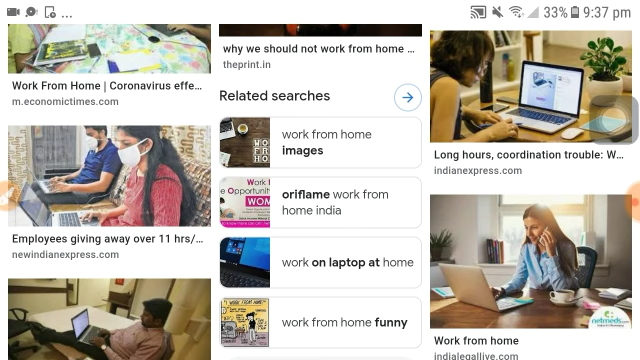 ... 33% 9:37 pm
Work From Home | Coronavirus effe...
m.economictimes.com
Employees giving away over 11 hrs/...
newindianexpress.com
why we should not work from home ...
theprint.in
Related searches
work from home
images
oriflame work from
home india
work on laptop at home
work from home funny
Long hours, coordination trouble: W...
indianexpress.com
netmeds.com
Work from home
indialegallive.com